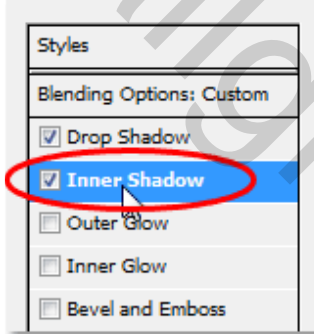 Styles
Blending Options: Custom
Drop Shadow
Inner Shadow
Outer Glow
Inner Glow
Bevel and Emboss